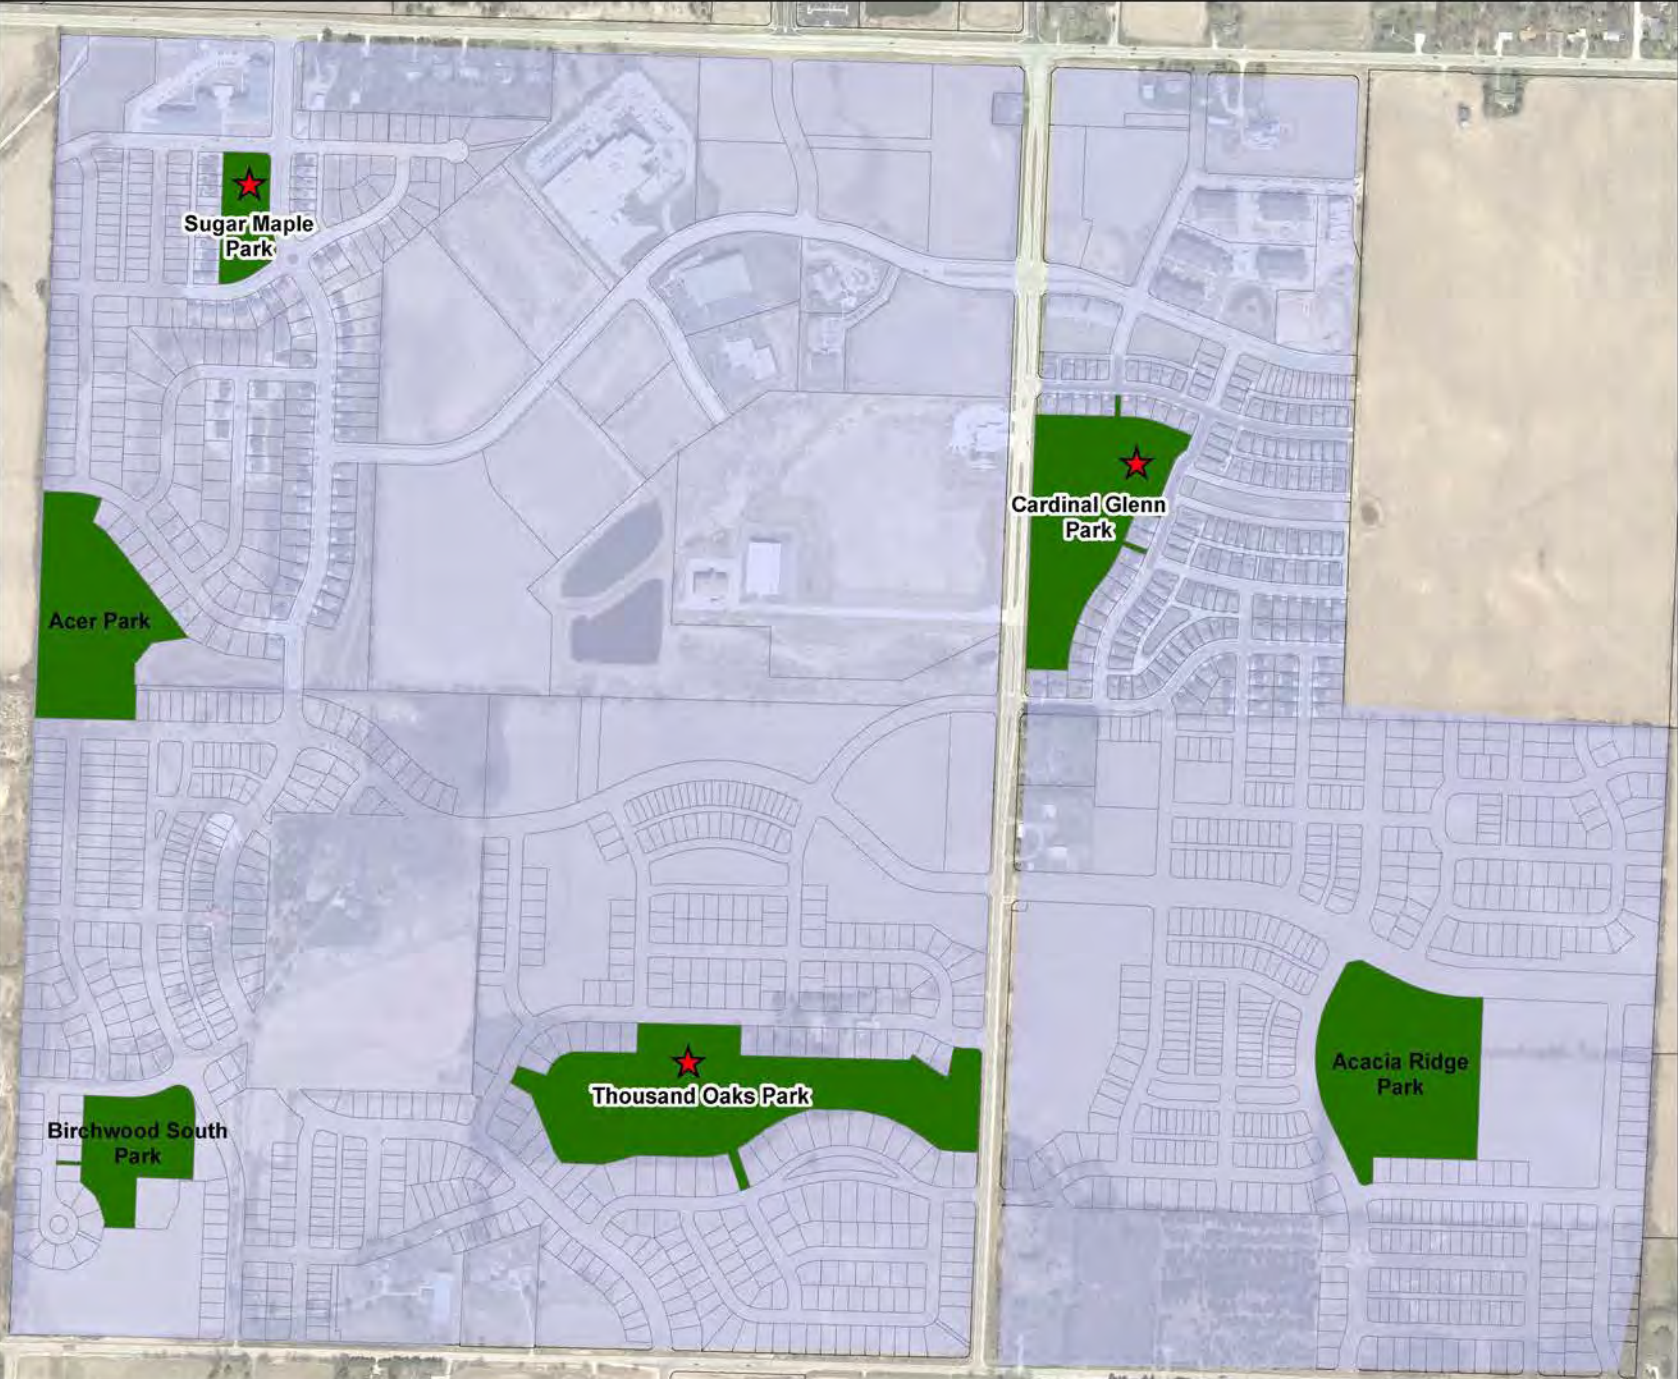 Sugar Maple
Park
Cardinal Glenn
Park
Acer Park
Acacia Ridge
Park
Thousand Oaks Park
Birchwood South
Park